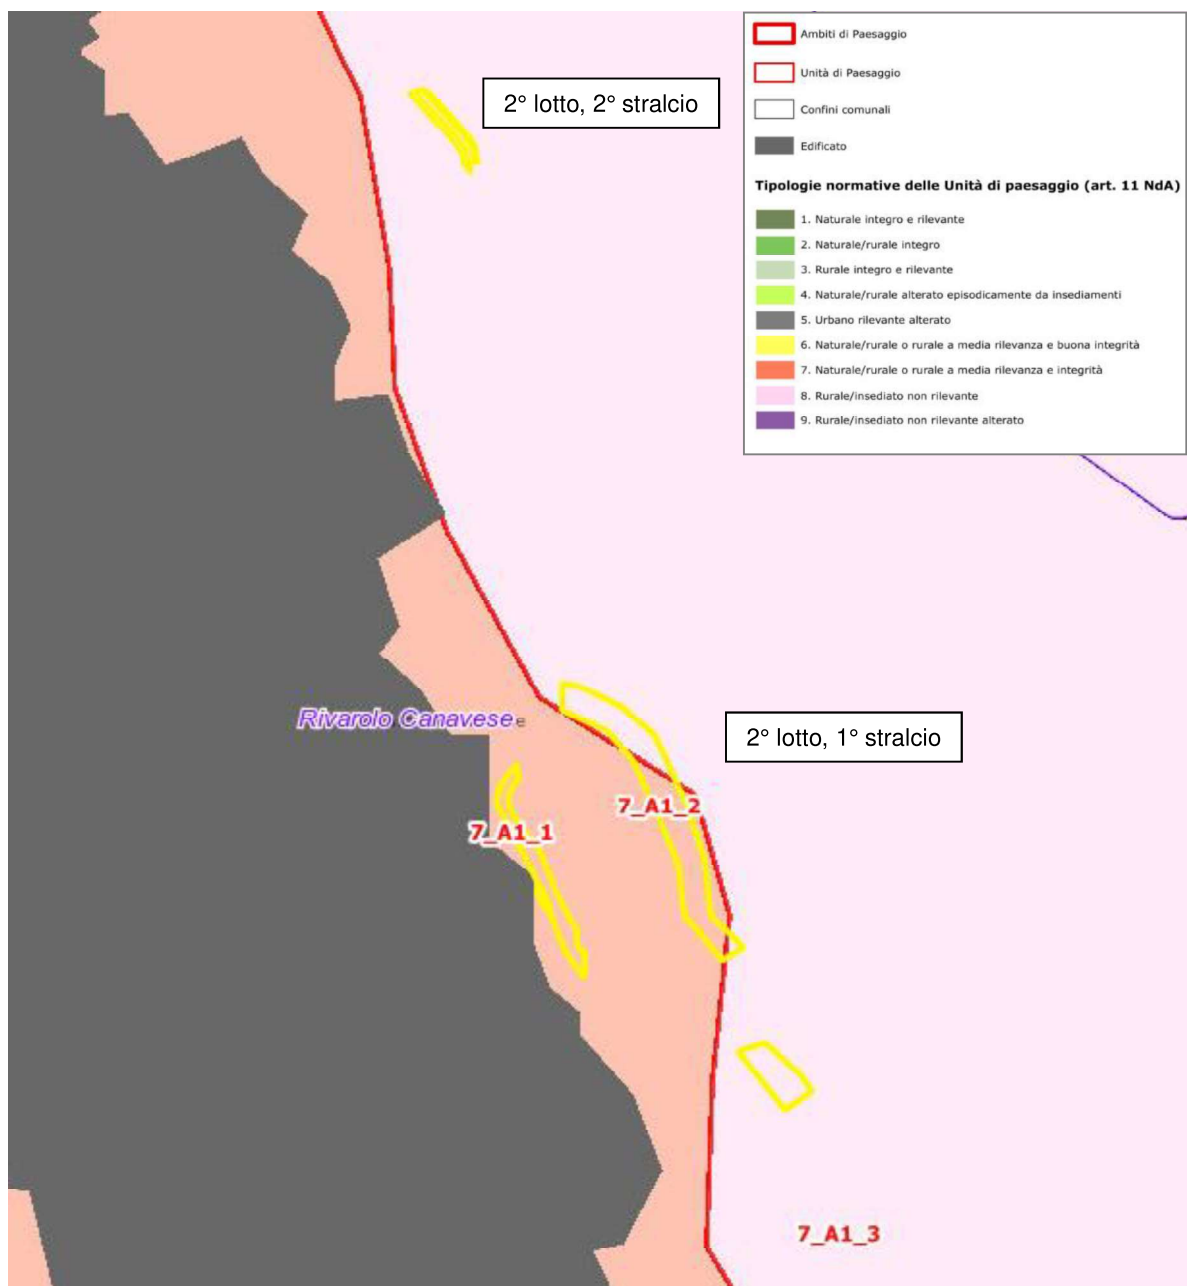 Ambiti di Paesaggio
Unità di Paesaggio
Confini comunali
Edificato
Tipologie normative delle Unità di paesaggio (art. 11 NdA)
1. Naturale integro e rilevante
2. Naturale/rurale integro
3. Rurale integro e rilevante
4. Naturale/rurale alterato episodicamente da insediamenti
5. Urbano rilevante alterato
6. Naturale/rurale o rurale a media rilevanza e buona integrità
7. Naturale/rurale o rurale a media rilevanza e integrità
8. Rurale/insediato non rilevante
9. Rurale/insediato non rilevante alterato
2° lotto, 2° stralcio
Rivarolo Canavese e
2° lotto, 1° stralcio
7_A1_2
7_A1_1
7_A1_3